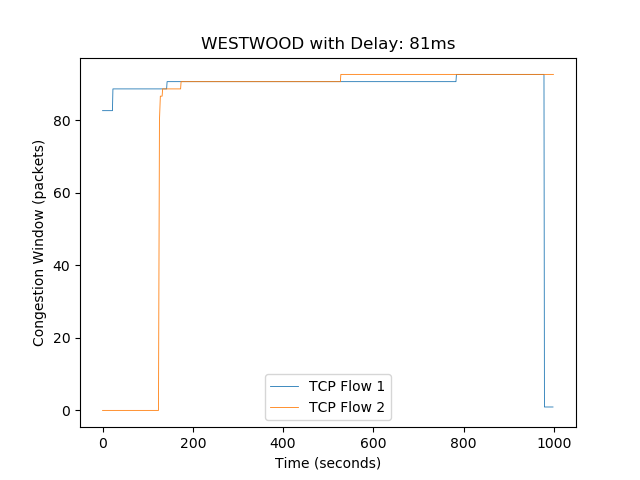 WESTWOOD with Delay: 81ms
Congestion Window (packets)
80
60
40
20
0
TCP Flow 1
TCP Flow 2
0 200 400 600 800 1000
Time (seconds)